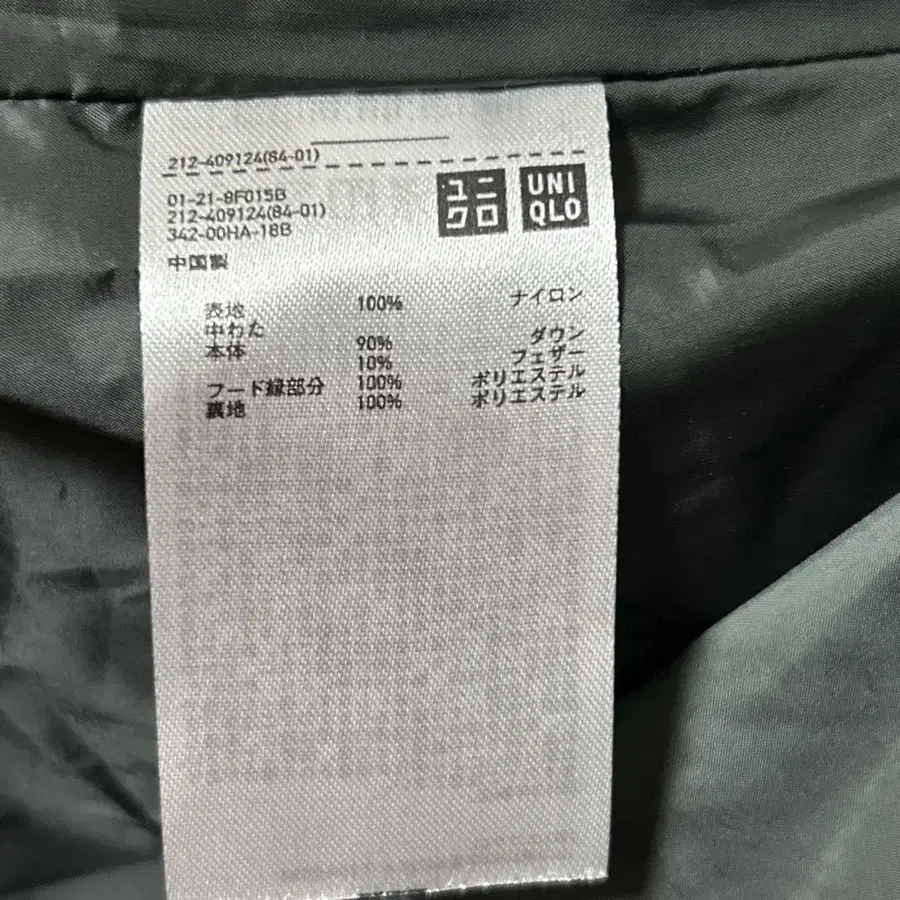 212-409124(84-01)
ユニ
クロ
UNI
QLO
01-21-8F015B
212-409124(84-01)
342-00HA-18B
中国製
表地 100% ナイロン
中わた
本体 90% ダウン
10% フェザー
フード縁部分 100% ポリエステル
裏地 100% ポリエステル